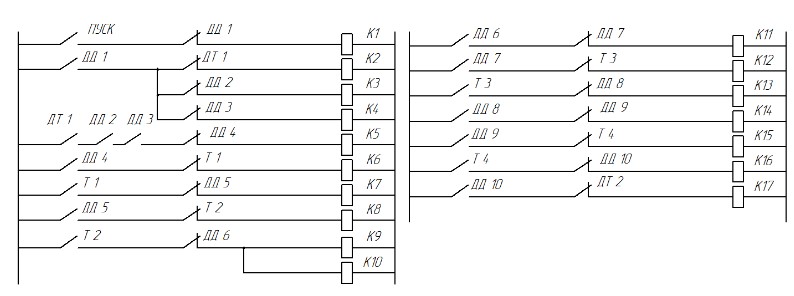 ПУСК ДД 1 К1
ДД 1 ДТ 1 К2
ДД 2 К3
ДД 3 К4
ДТ 1 ДД 2 ДД 3 ДД 4 К5
ДД 4 Т 1 К6
Т 1 ДД 5 К7
ДД 5 Т 2 К8
Т 2 ДД 6 К9
К10
ДД 6 ДД 7 К11
ДД 7 Т 3 К12
Т 3 ДД 8 К13
ДД 8 ДД 9 К14
ДД 9 Т 4 К15
Т 4 ДД 10 К16
ДД 10 ДТ 2 К17